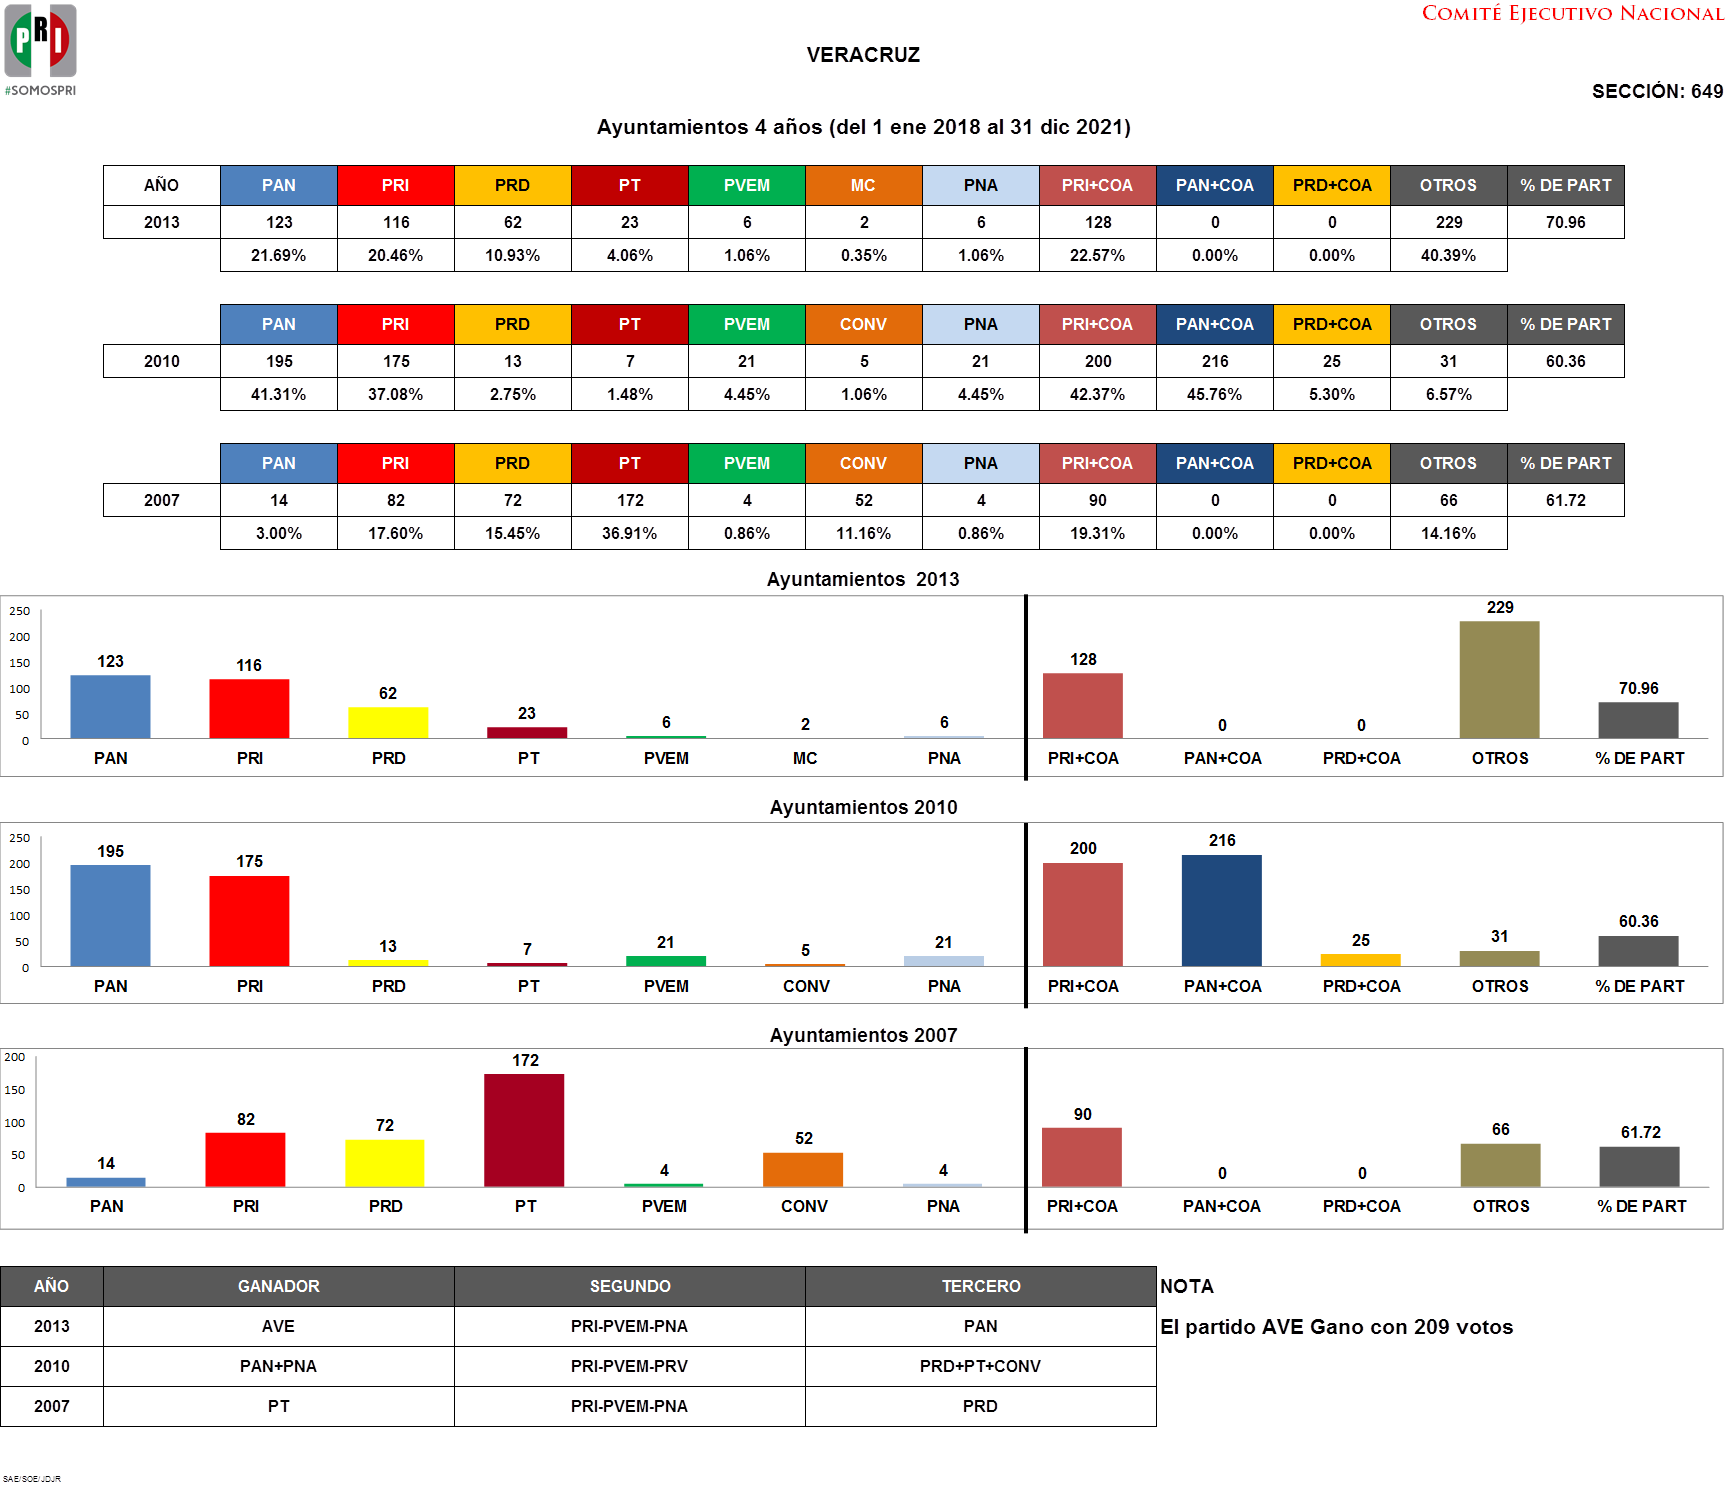 PRI
#SOMOSPRI
COMITÉ EJECUTIVO NACIONAL
VERACRUZ
SECCIÓN: 649
Ayuntamientos 4 años (del 1 ene 2018 al 31 dic 2021)
AÑO PAN PRI PRD PT PVEM MC PNA PRI+COA PAN+COA PRD+COA OTROS % DE PART
2013 123 116 62 23 6 2 6 128 0 0 229 70.96
21.69% 20.46% 10.93% 4.06% 1.06% 0.35% 1.06% 22.57% 0.00% 0.00% 40.39%
PAN PRI PRD PT PVEM CONV PNA PRI+COA PAN+COA PRD+COA OTROS % DE PART
2010 195 175 13 7 21 5 21 200 216 25 31 60.36
41.31% 37.08% 2.75% 1.48% 4.45% 1.06% 4.45% 42.37% 45.76% 5.30% 6.57%
PAN PRI PRD PT PVEM CONV PNA PRI+COA PAN+COA PRD+COA OTROS % DE PART
2007 14 82 72 172 4 52 4 90 0 0 66 61.72
3.00% 17.60% 15.45% 36.91% 0.86% 11.16% 0.86% 19.31% 0.00% 0.00% 14.16%
Ayuntamientos 2013
250
200
150
100
50
0
123 116 62 23 6 2 6 128 0 0 229 70.96
PAN PRI PRD PT PVEM MC PNA PRI+COA PAN+COA PRD+COA OTROS % DE PART
Ayuntamientos 2010
250
200
150
100
50
0
195 175 13 7 21 5 21 200 216 25 31 60.36
PAN PRI PRD PT PVEM CONV PNA PRI+COA PAN+COA PRD+COA OTROS % DE PART
Ayuntamientos 2007
200
150
100
50
0
14 82 72 172 4 52 4 90 0 0 66 61.72
PAN PRI PRD PT PVEM CONV PNA PRI+COA PAN+COA PRD+COA OTROS % DE PART
AÑO GANADOR SEGUNDO TERCERO NOTA
2013 AVE PRI-PVEM-PNA PAN El partido AVE Gano con 209 votos
2010 PAN+PNA PRI-PVEM-PRV PRD+PT+CONV
2007 PT PRI-PVEM-PNA PRD
SAE/SOE/JDJR